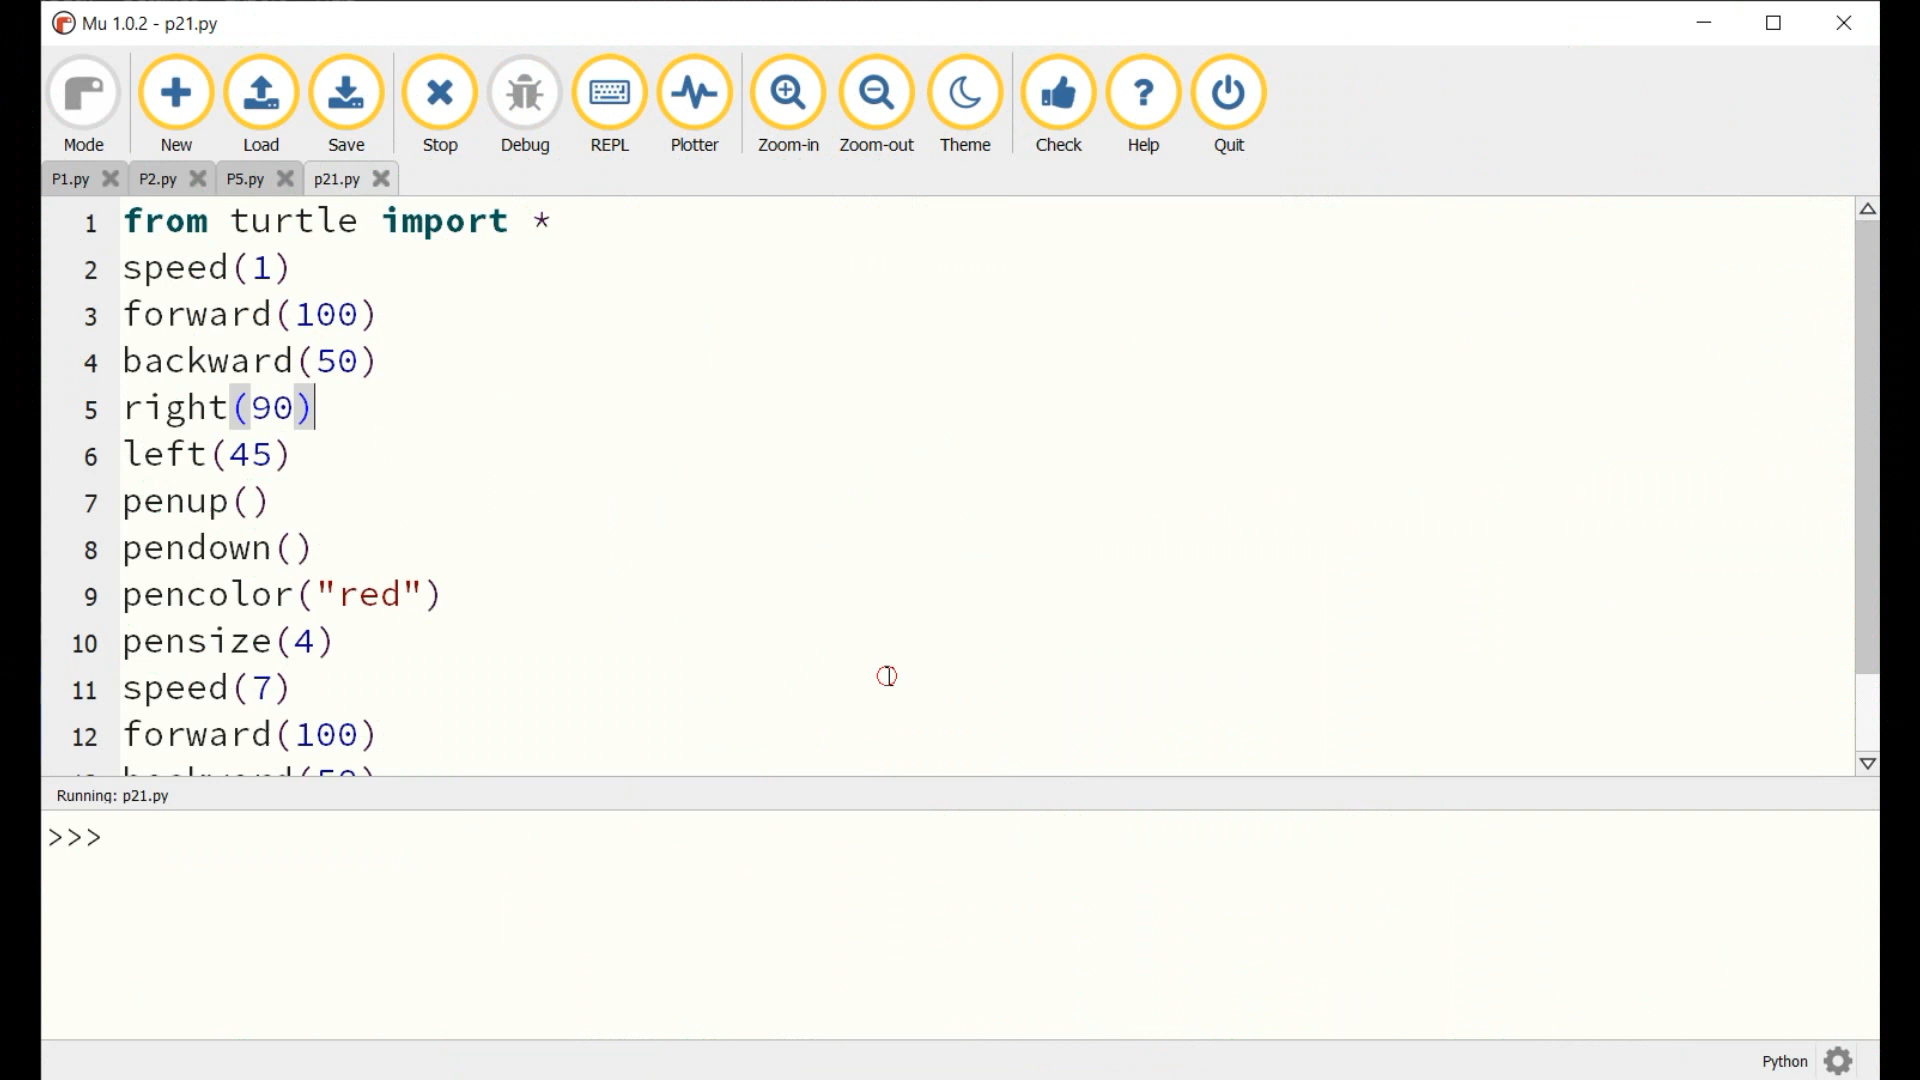 Mu 1.0.2 - p21.py
Mode New Load Save Stop Debug REPL Plotter Zoom-in Zoom-out Theme Check Help Quit
P1.py P2.py P5.py p21.py
1 from turtle import *
2 speed(1)
3 forward(100)
4 backward(50)
5 right(90)
6 left(45)
7 penup()
8 pendown()
9 pencolor("red")
10 pensize(4)
11 speed(7)
12 forward(100)
Running: p21.py
>>>
Python